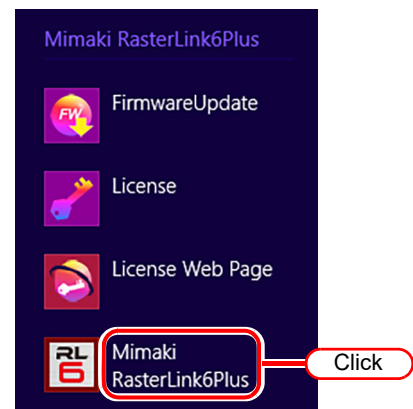 Mimaki RasterLink6Plus
FW
FirmwareUpdate
License
License Web Page
RL
6
Mimaki
RasterLink6Plus
Click